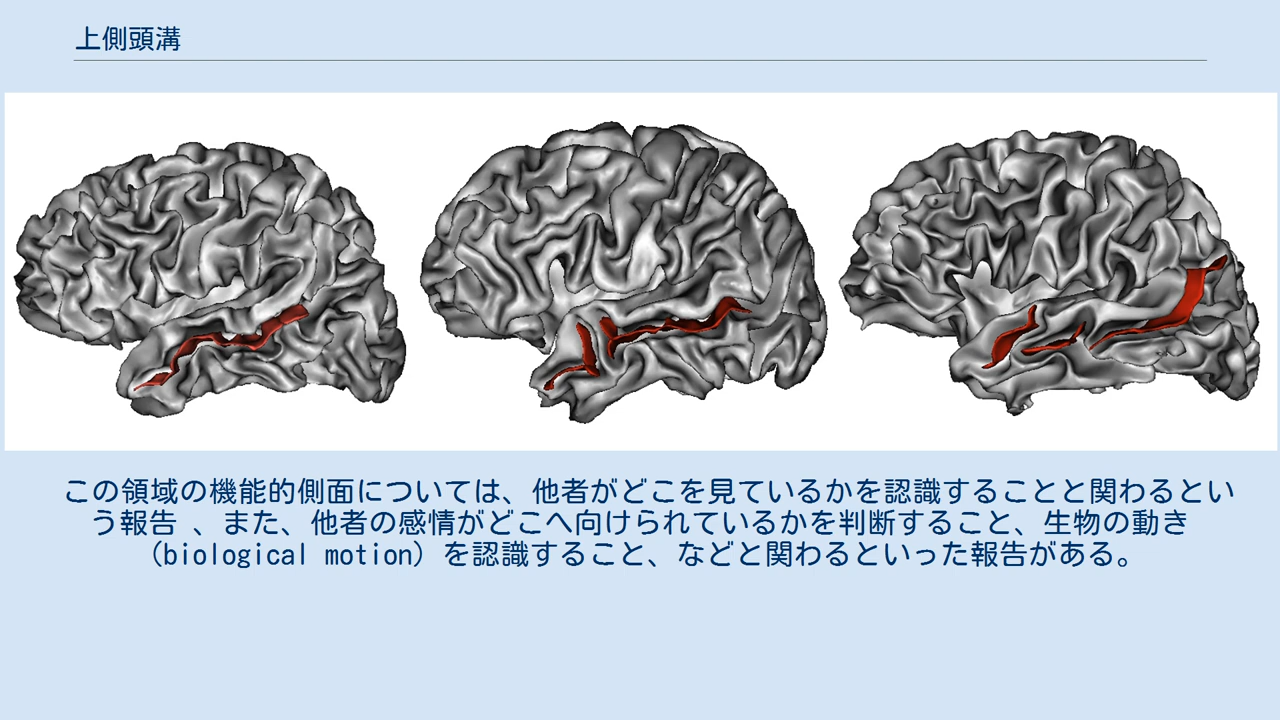 上側頭溝
この領域の機能的側面については、他者がどこを見ているかを認識することと関わるとい
う報告 、また、他者の感情がどこへ向けられているかを判断すること、生物の動き
(biological motion) を認識すること、などと関わるといった報告がある。